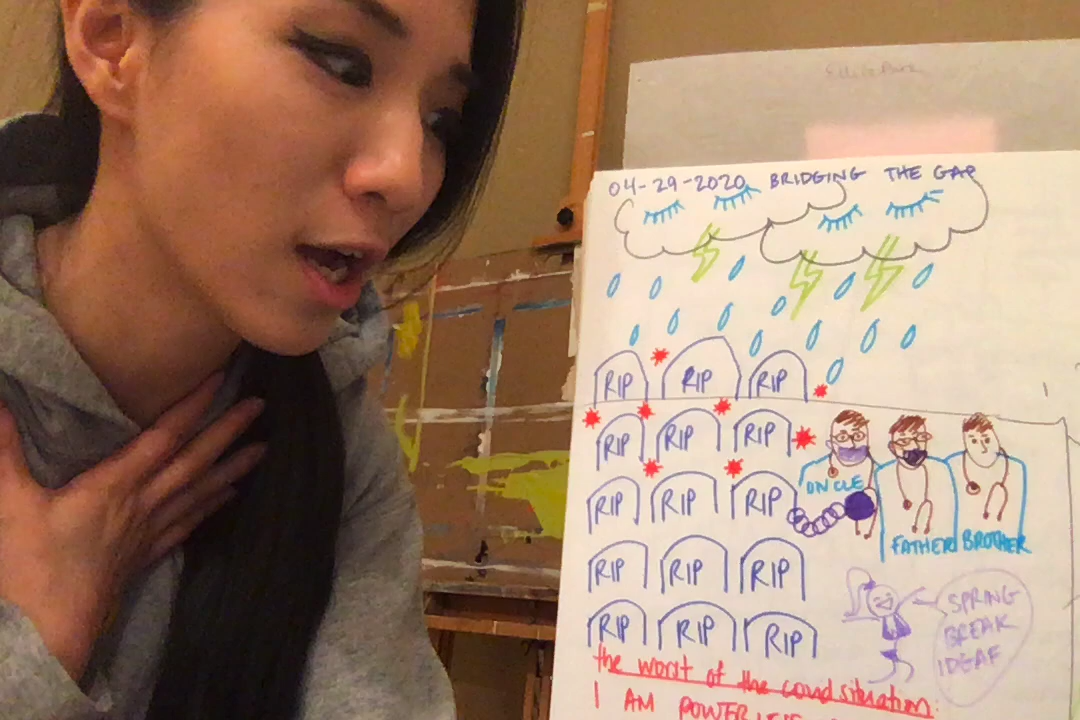 04-29-2020 BRIDGING THE GAP
RIP RIP RIP
RIP RIP RIP
RIP RIP RIP
UNCLE
FATHER BROTHER
RIP RIP RIP
RIP RIP RIP
SPRING
BREAK
the worst of the covid situation:
I AM